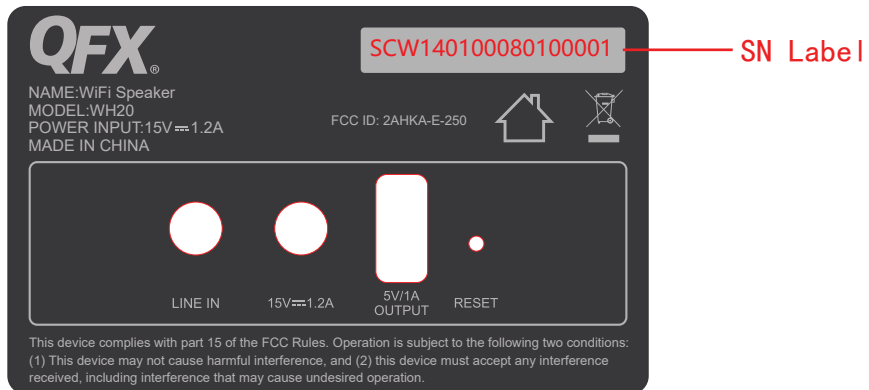 QFX®
SCW140100080100001
SN Label
NAME:WiFi Speaker
MODEL:WH20
POWER INPUT:15V⎓1.2A
MADE IN CHINA
FCC ID: 2AHKA-E-250
LINE IN
15V⎓1.2A
5V/1A
OUTPUT
RESET
This device complies with part 15 of the FCC Rules. Operation is subject to the following two conditions:
(1) This device may not cause harmful interference, and (2) this device must accept any interference
received, including interference that may cause undesired operation.